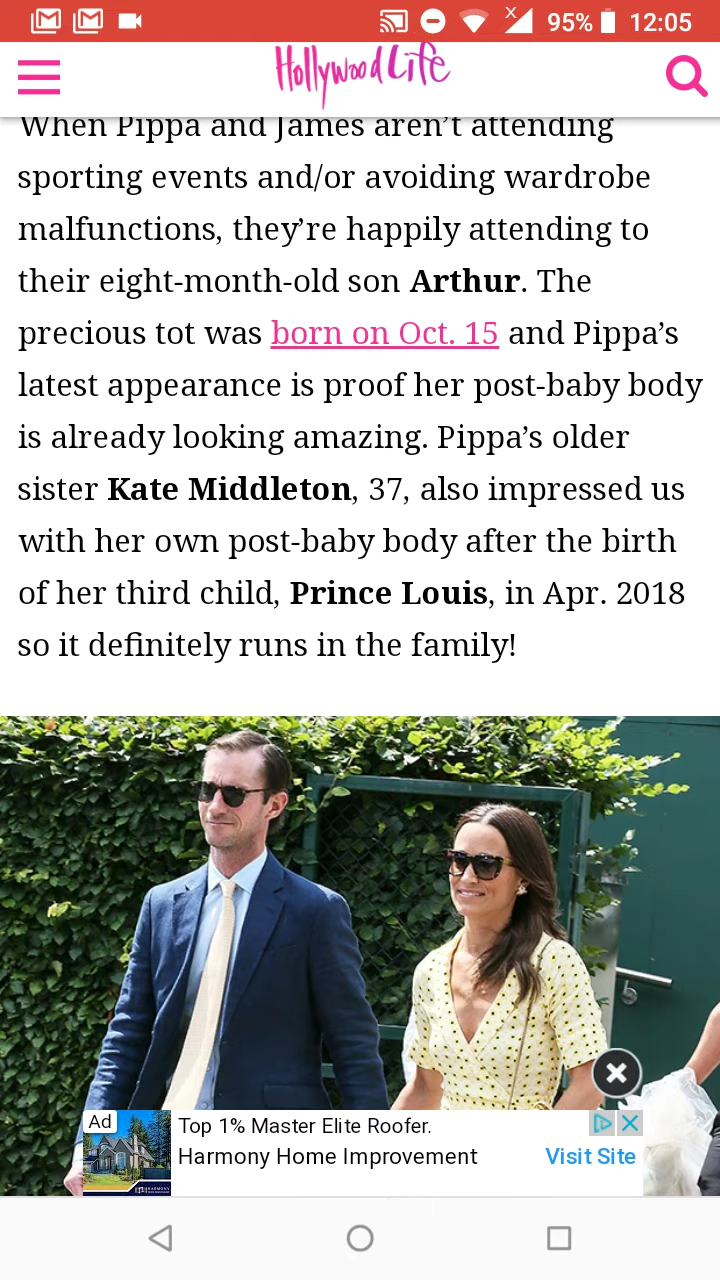 95% 12:05
HollywoodLife
When Pippa and James aren’t attending
sporting events and/or avoiding wardrobe
malfunctions, they’re happily attending to
their eight-month-old son Arthur. The
precious tot was born on Oct. 15 and Pippa’s
latest appearance is proof her post-baby body
is already looking amazing. Pippa’s older
sister Kate Middleton, 37, also impressed us
with her own post-baby body after the birth
of her third child, Prince Louis, in Apr. 2018
so it definitely runs in the family!
Ad
Top 1% Master Elite Roofer.
Harmony Home Improvement
Visit Site